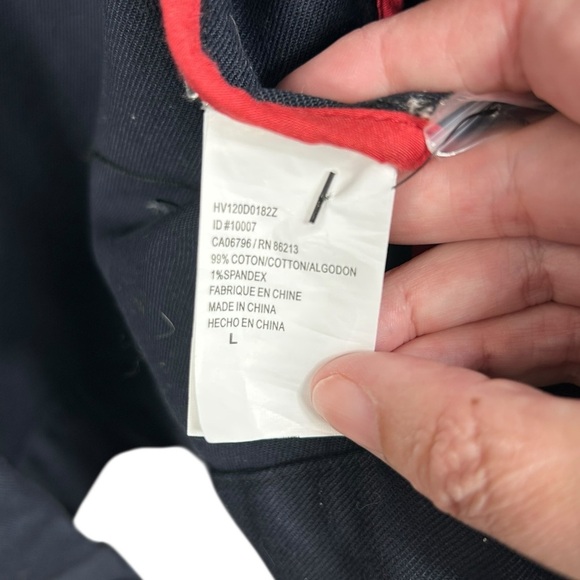 HV120D0182Z
ID #10007
CA06796 / RN 86213
99% COTON/COTTON/ALGODON
1%SPANDEX
FABRIQUE EN CHINE
MADE IN CHINA
HECHO EN CHINA
L